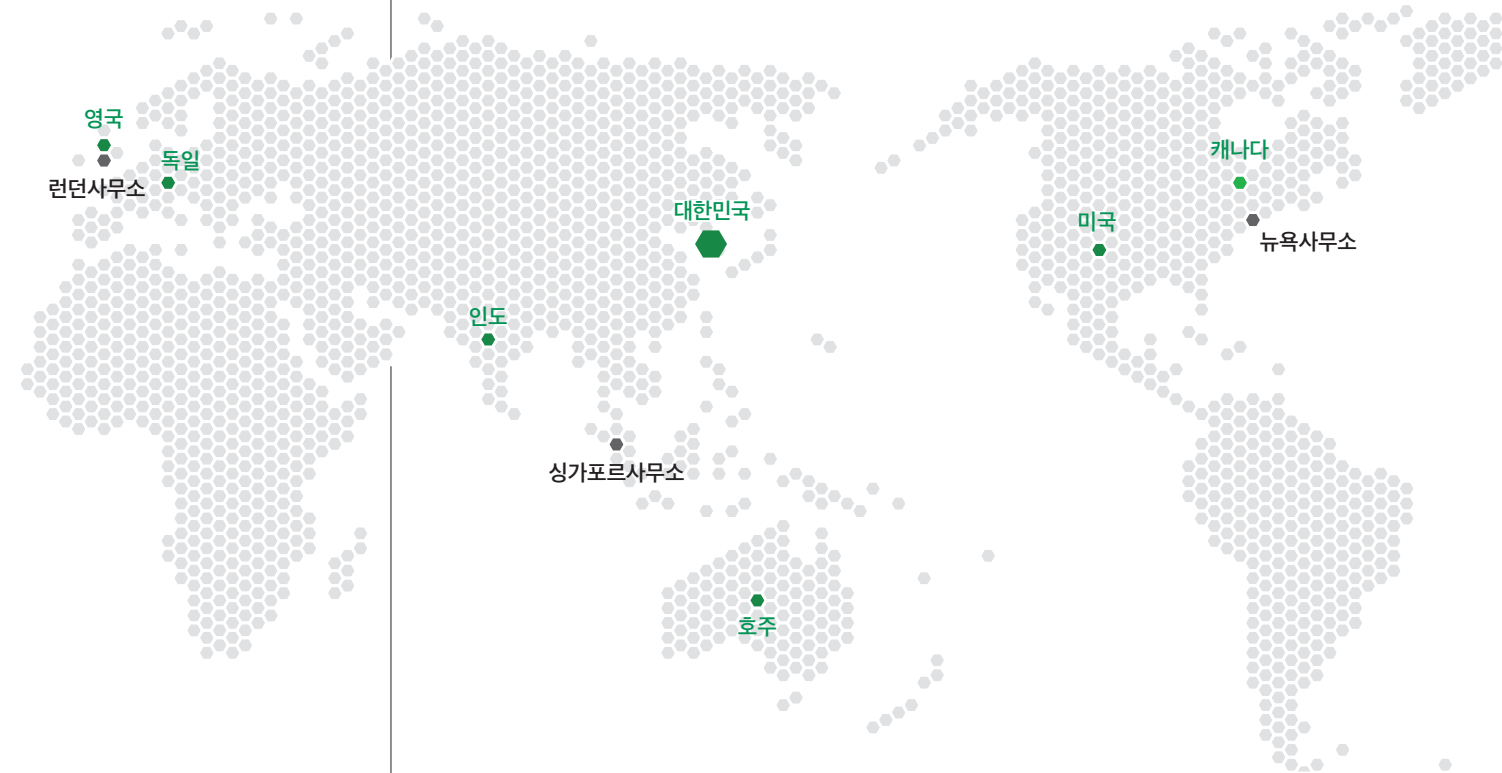 영국
독일
런던사무소
대한민국
인도
싱가포르사무소
호주
캐나다
미국
뉴욕사무소